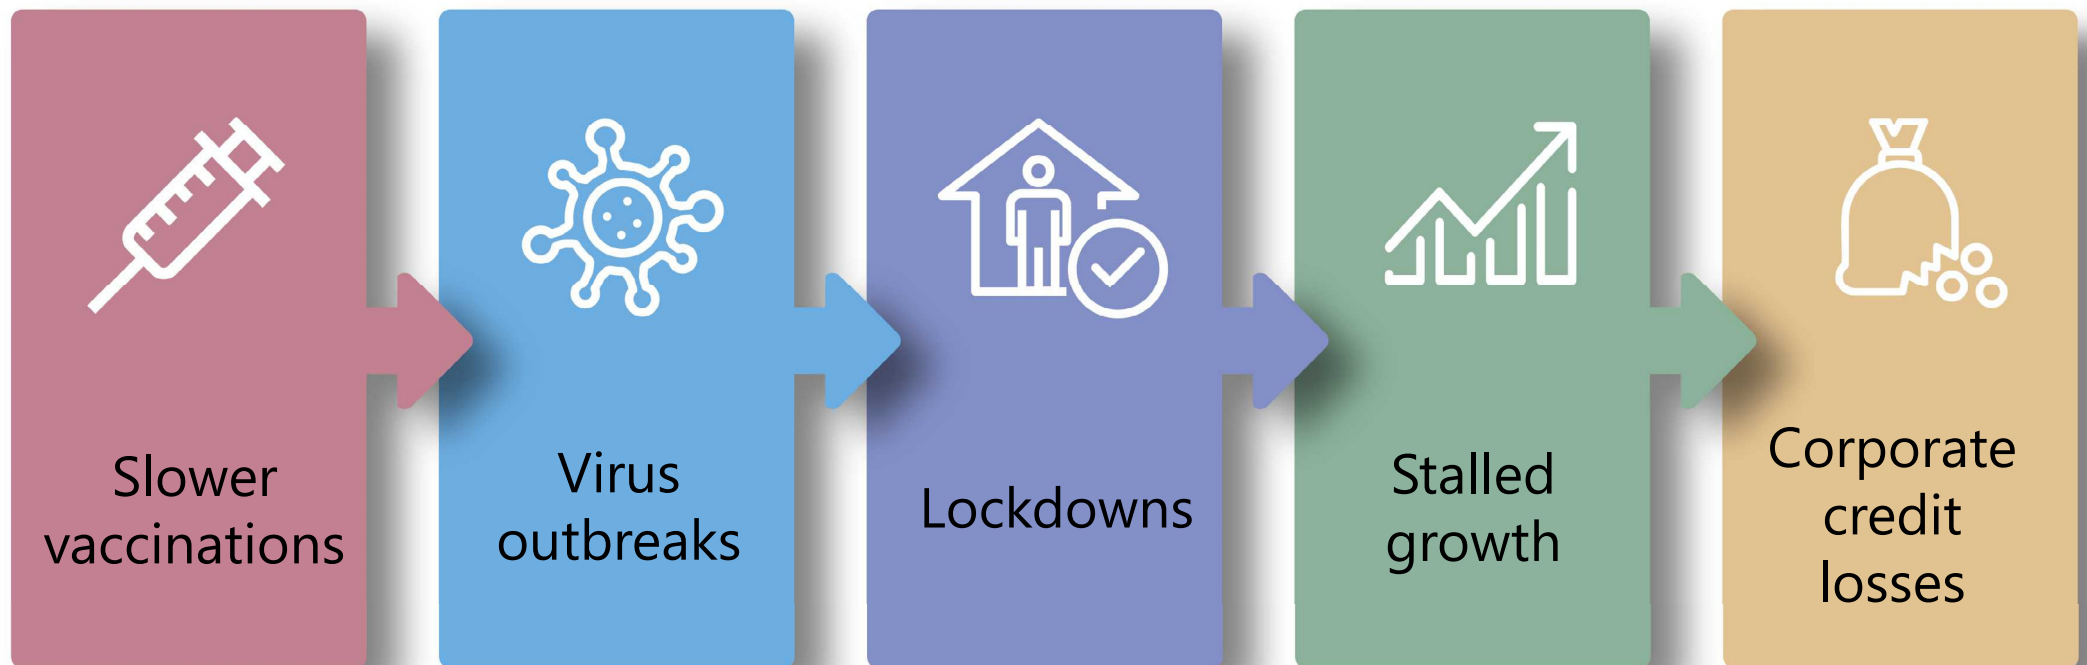 Slower
vaccinations
Virus
outbreaks
Lockdowns
Stalled
growth
Corporate
credit
losses